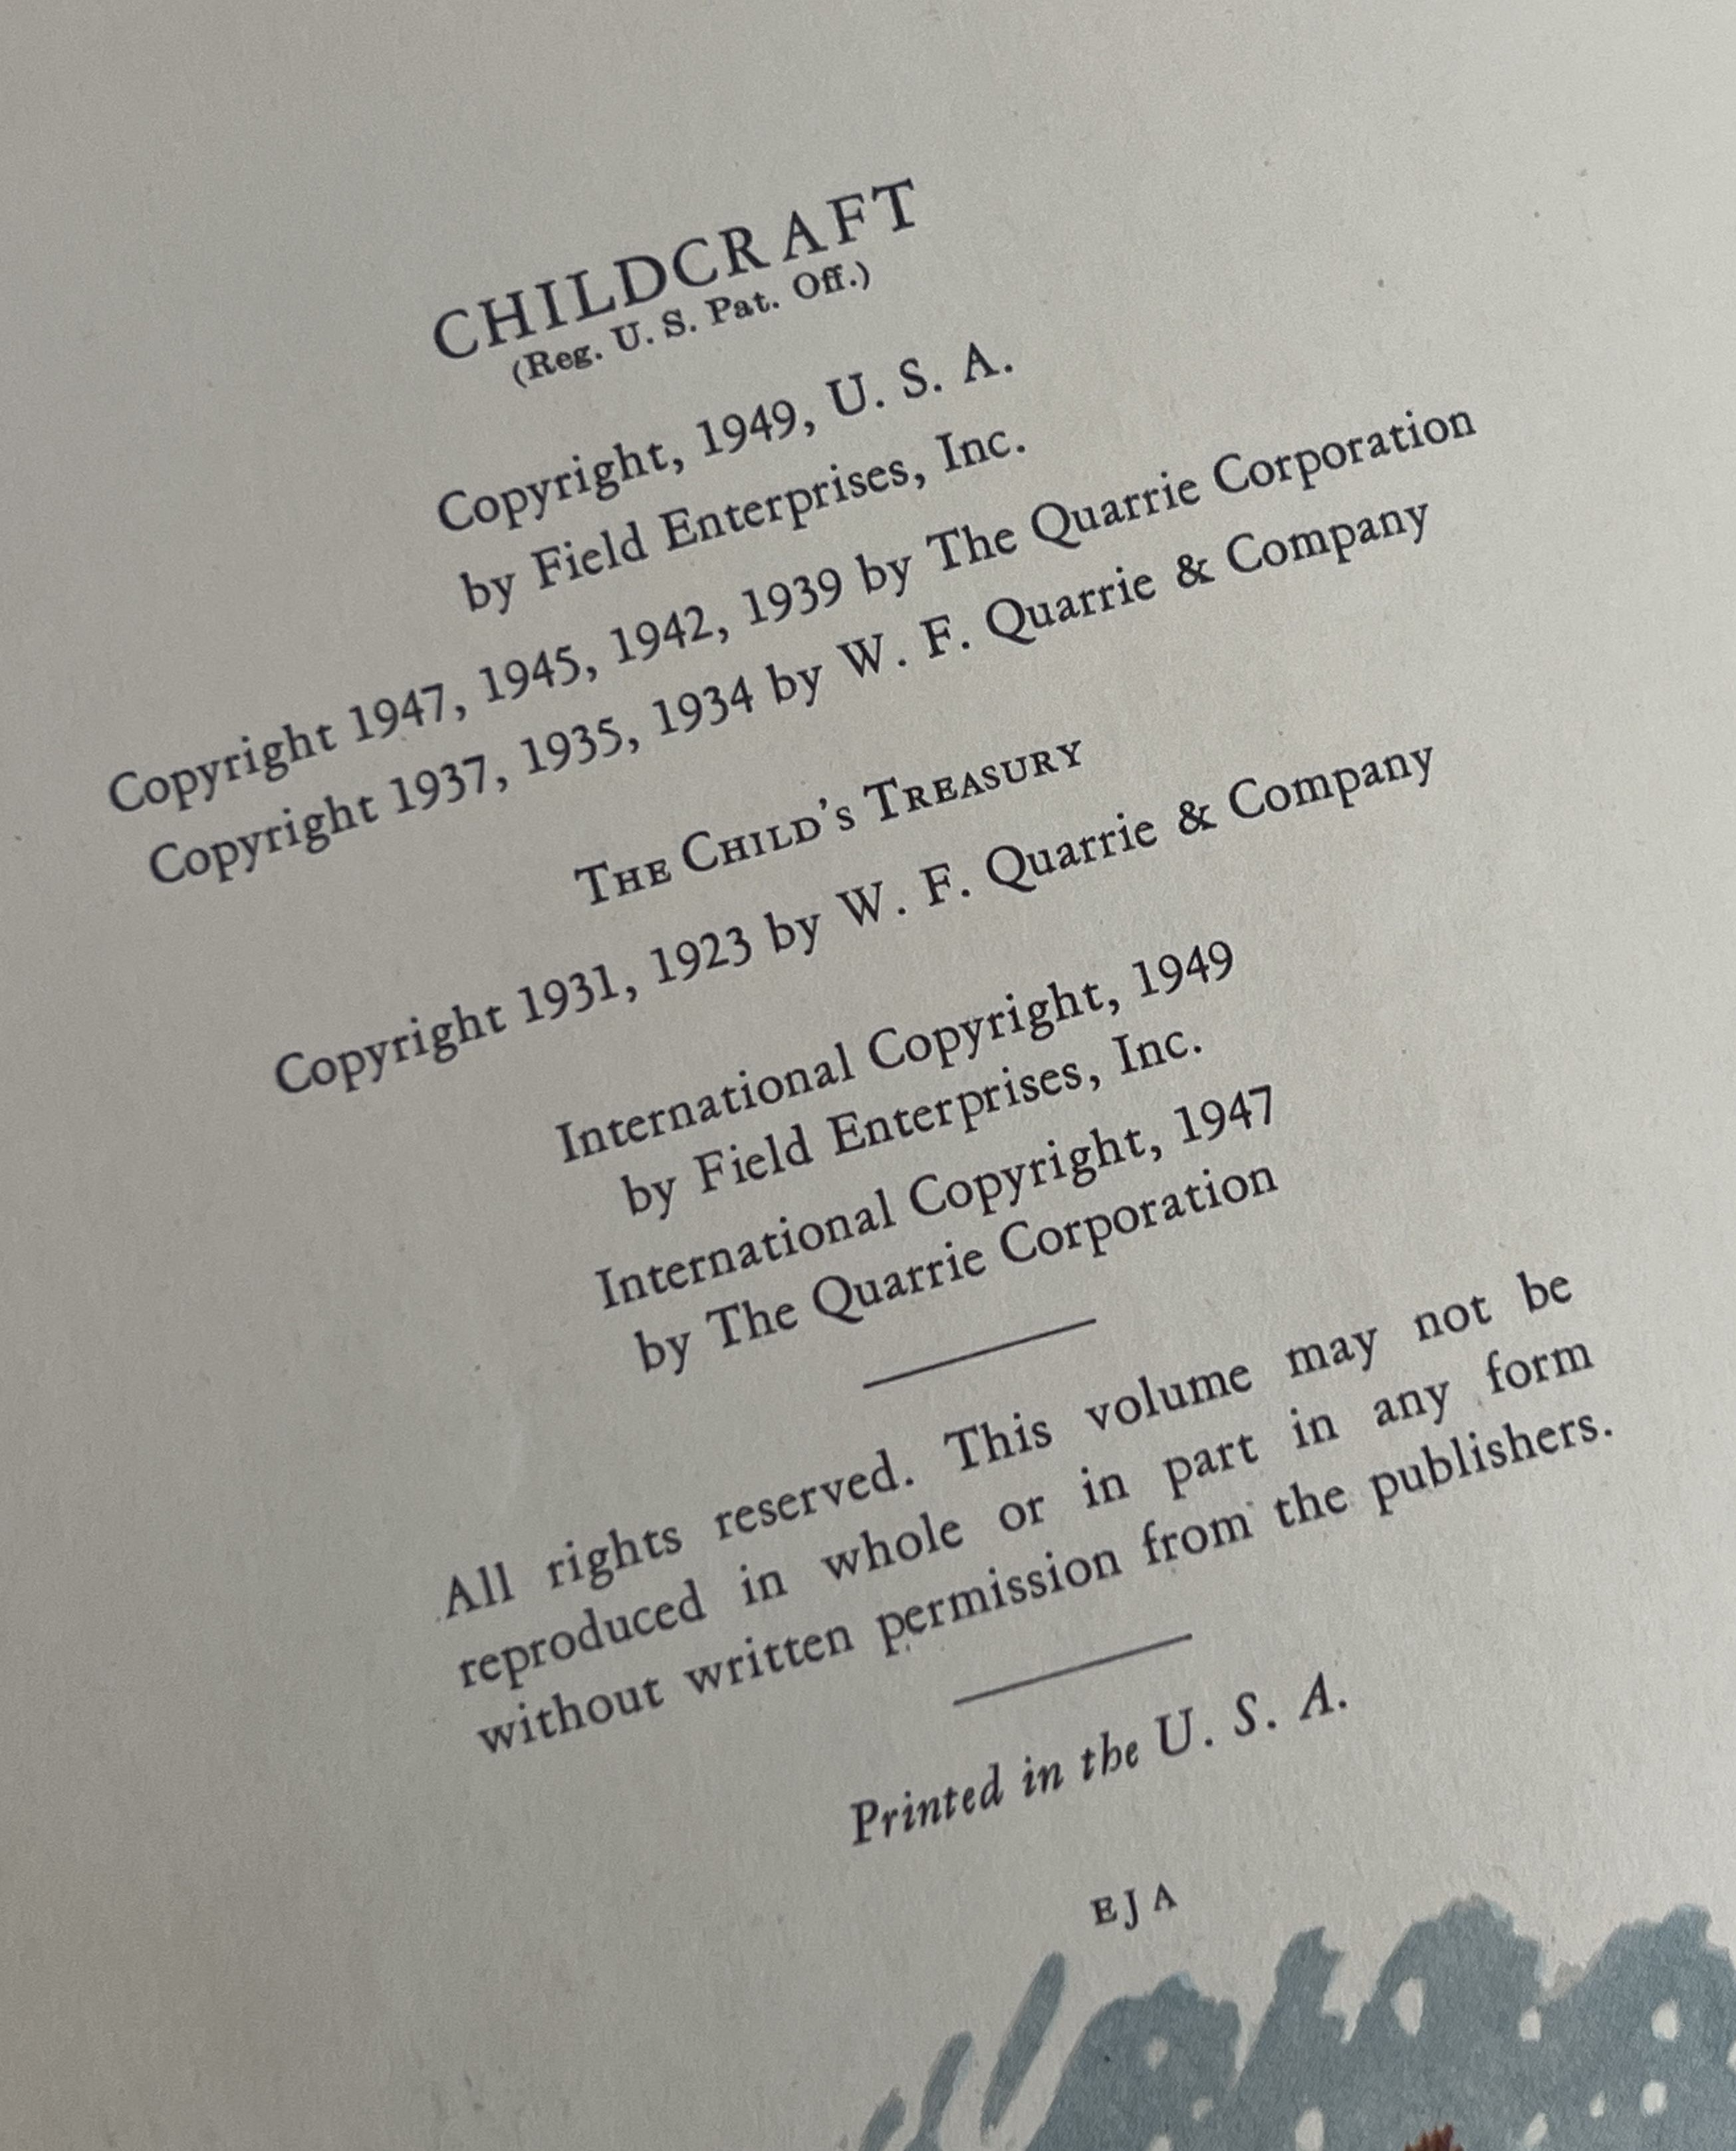 CHILDCRAFT
(Reg. U. S. Pat. Off.)
Copyright, 1949, U. S. A.
by Field Enterprises, Inc.
Copyright 1947, 1945, 1942, 1939 by The Quarrie Corporation
Copyright 1937, 1935, 1934 by W. F. Quarrie & Company
THE CHILD'S TREASURY
Copyright 1931, 1923 by W. F. Quarrie & Company
International Copyright, 1949
by Field Enterprises, Inc.
International Copyright, 1947
by The Quarrie Corporation
All rights reserved. This volume may not be
reproduced in whole or in part in any form
without written permission from the publishers.
Printed in the U. S. A.
EJA